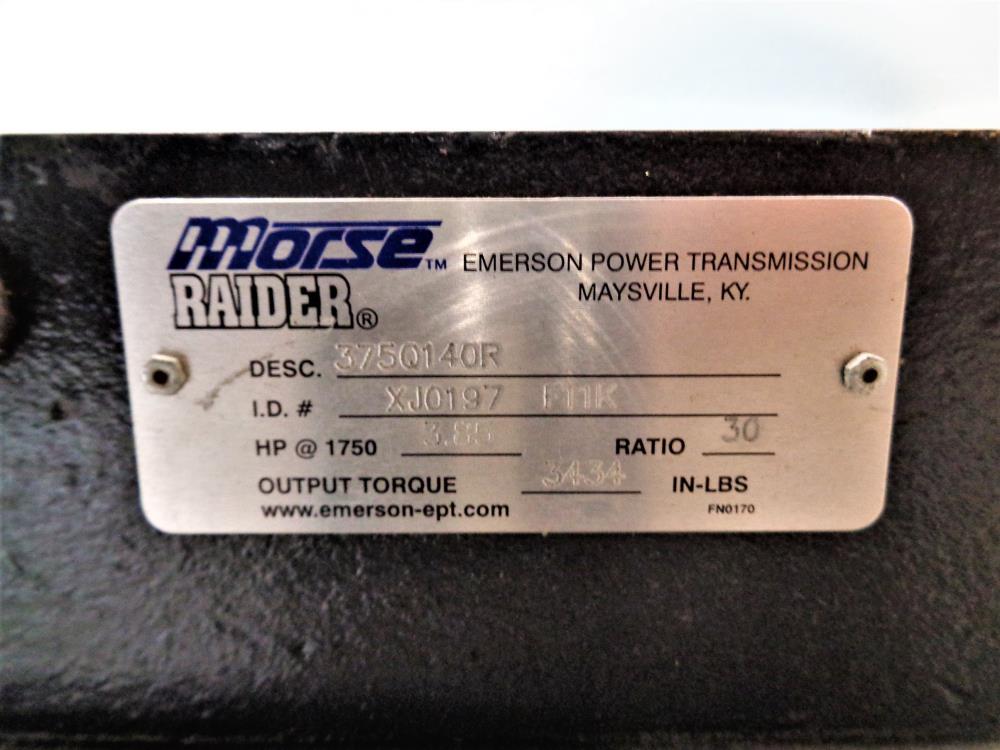 morse™ EMERSON POWER TRANSMISSION
RAIDER® MAYSVILLE, KY.
DESC. 375Q140R
I.D. # XJ0197 F11K
HP @ 1750 3.85 RATIO 30
OUTPUT TORQUE 3434 IN-LBS
www.emerson-ept.com FN0170